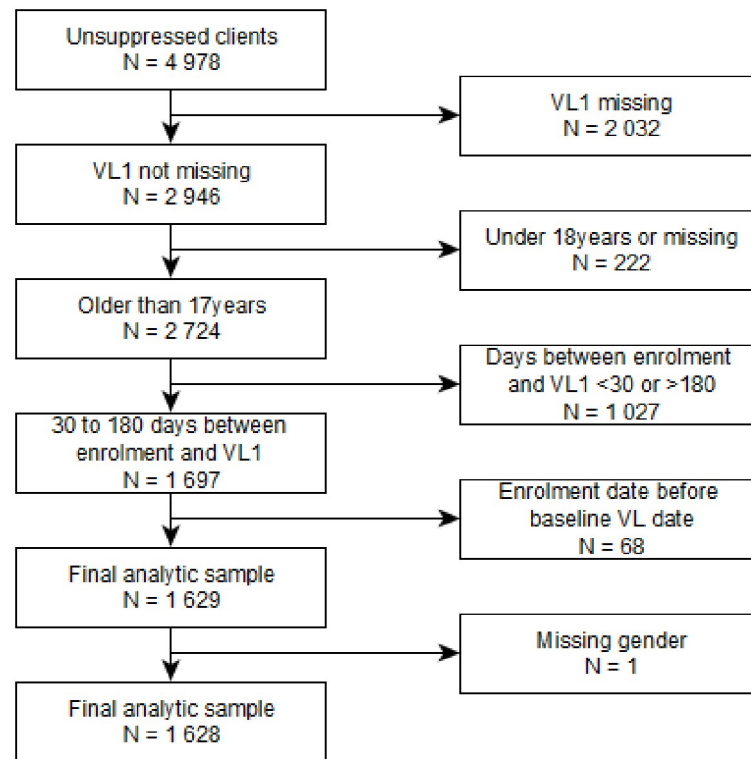 Unsuppressed clients
N = 4 978
VL1 missing
N = 2 032
VL1 not missing
N = 2 946
Under 18years or missing
N = 222
Older than 17years
N = 2 724
Days between enrolment
and VL1 <30 or >180
N = 1 027
30 to 180 days between
enrolment and VL1
N = 1 697
Enrolment date before
baseline VL date
N = 68
Final analytic sample
N = 1 629
Missing gender
N = 1
Final analytic sample
N = 1 628